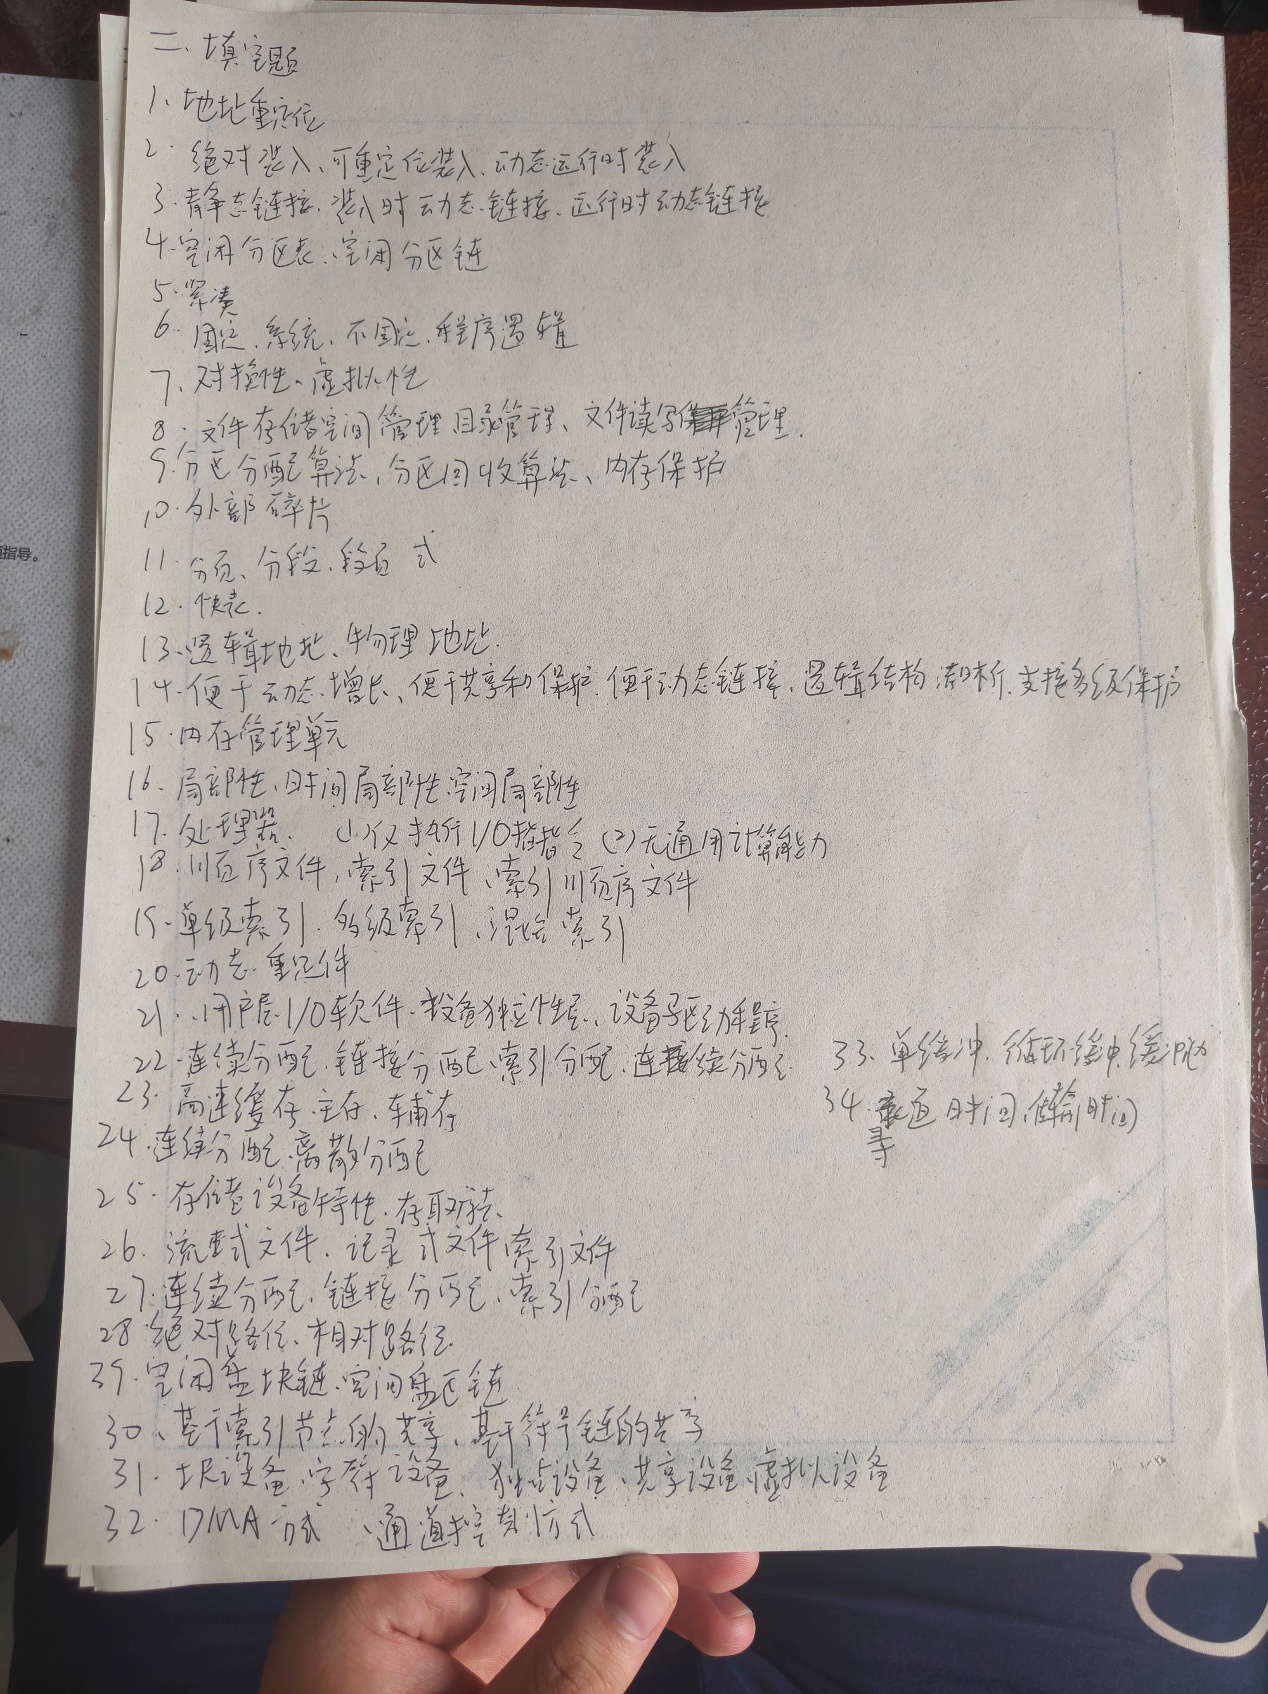 二、填空题
1、地址重定位
2. 绝对装入、可重定位装入、动态运行时装入
3. 静态链接、装入时动态链接、运行时动态链接
4. 空闲分区表、空闲分区链
5. 紧凑
6. 固定、系统、不固定、程序逻辑
7、对换性、虚拟性
8. 文件存储空间管理 目录管理、文件读写管理.
9. 分区分配算法、分区回收算法、内存保护
10. 外部碎片
11. 分页、分段、段页式
12. 快表.
13. 逻辑地址、物理地址.
14. 便于动态增长、便于共享和保护、便于动态链接、逻辑结构清晰、支持多级保护
15. 内存管理单元
16、局部性、时间局部性、空间局部性
17、处理器、 (1)仅执行I/O指令 (2)无通用计算能力
18. 顺序文件、索引文件、索引顺序文件
19. 单级索引、多级索引、混合索引
20. 动态重定
21. 用户层I/O软件、设备独立性层、设备驱动程序.
22. 连续分配、链接分配、索引分配、连续分配
33. 单缓冲、循环缓冲、缓冲池
23. 高速缓存、主存、辅存
34. 寻道时间、传输时间
24. 连续分配、离散分配
25. 存储设备特性、存取方法
26. 流式文件、记录式文件 索引文件
27. 连续分配、链接分配、索引分配
28. 绝对路径、相对路径.
39. 空闲盘块链、空闲盘区链
30、基于索引节点的共享、基于符号链的共享
31. 块设备、字符设备、独占设备、共享设备、虚拟设备
32. DMA方式 、通道控制方式